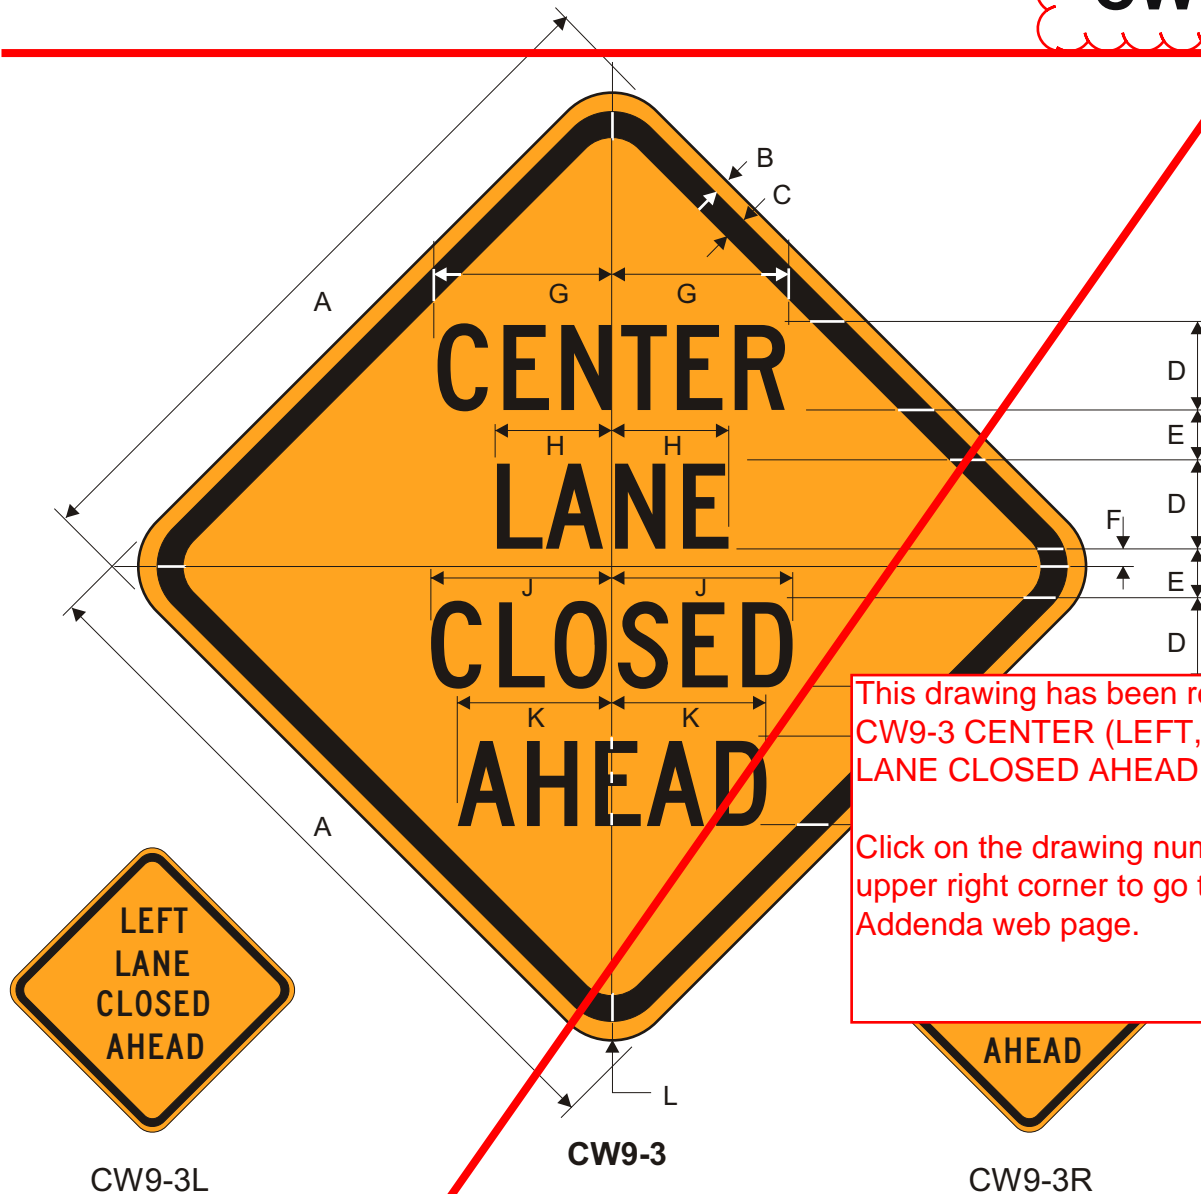 B
C
A
G G
CENTER
D
H H
E
LANE
D
F
J J
E
CLOSED
D
K K
AHEAD
This drawing has been
CW9-3 CENTER (LEFT,
LANE CLOSED AHEAD
Click on the drawing
upper right corner to go
Addenda web page.
A
LEFT
LANE
CLOSED
AHEAD
AHEAD
L
CW9-3
CW9-3L
CW9-3R